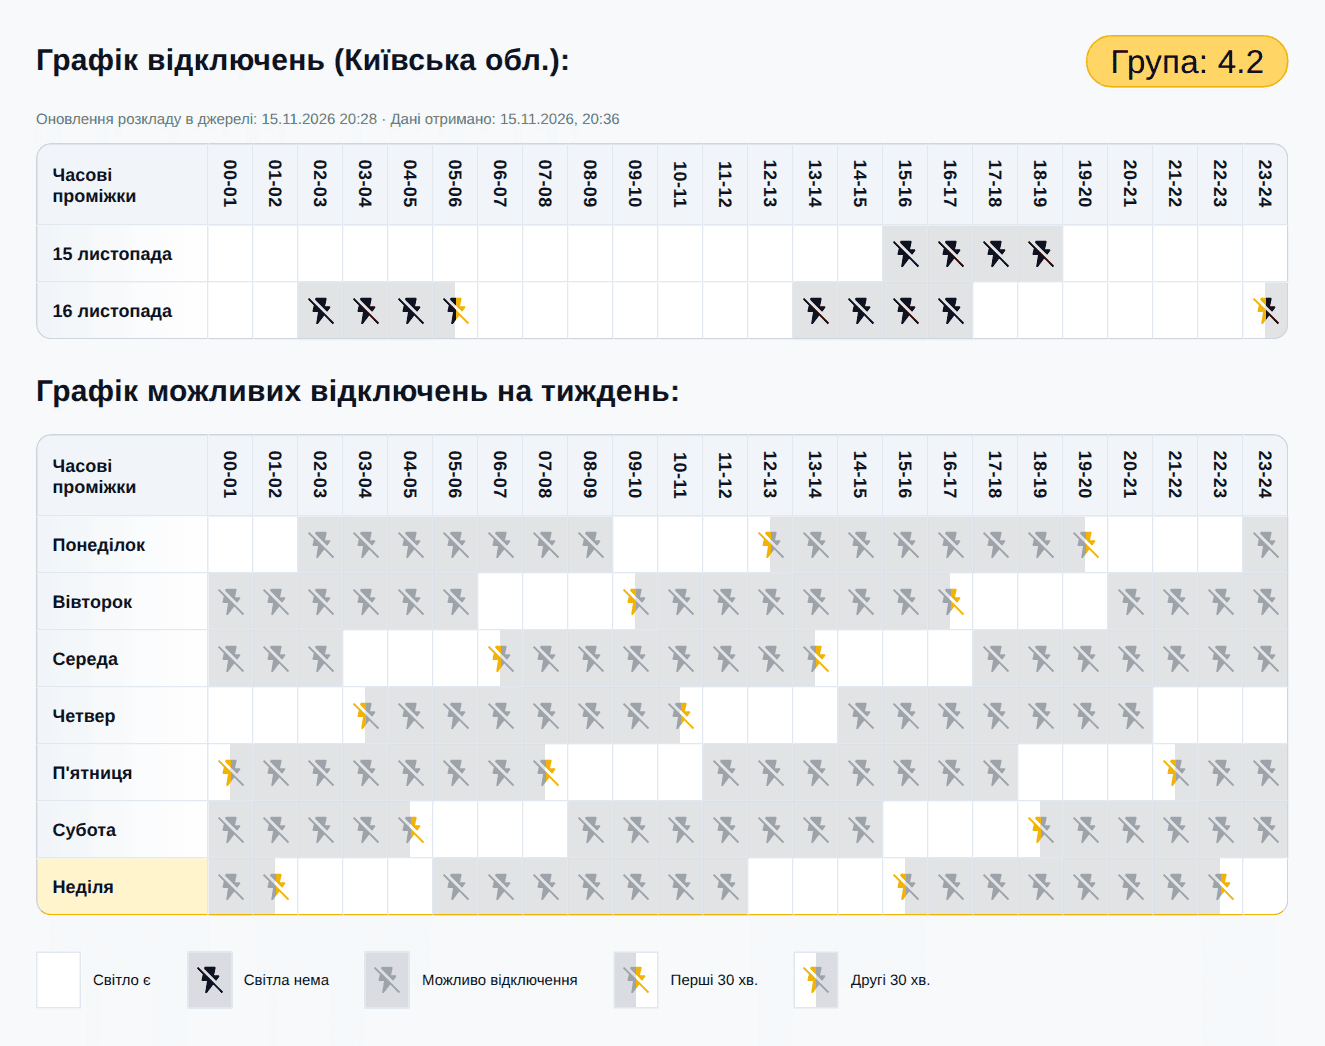 Графік відключень (Київська обл.):
Група: 4.2
Оновлення розкладу в джерелі: 15.11.2026 20:28 · Дані отримано: 15.11.2026, 20:36
Часові проміжки 00-01 01-02 02-03 03-04 04-05 05-06 06-07 07-08 08-09 09-10 10-11 11-12 12-13 13-14 14-15 15-16 16-17 17-18 18-19 19-20 20-21 21-22 22-23 23-24
15 листопада
16 листопада
Графік можливих відключень на тиждень:
Часові проміжки 00-01 01-02 02-03 03-04 04-05 05-06 06-07 07-08 08-09 09-10 10-11 11-12 12-13 13-14 14-15 15-16 16-17 17-18 18-19 19-20 20-21 21-22 22-23 23-24
Понеділок
Вівторок
Середа
Четвер
П'ятниця
Субота
Неділя
Світло є Світла нема Можливо відключення Перші 30 хв. Другі 30 хв.